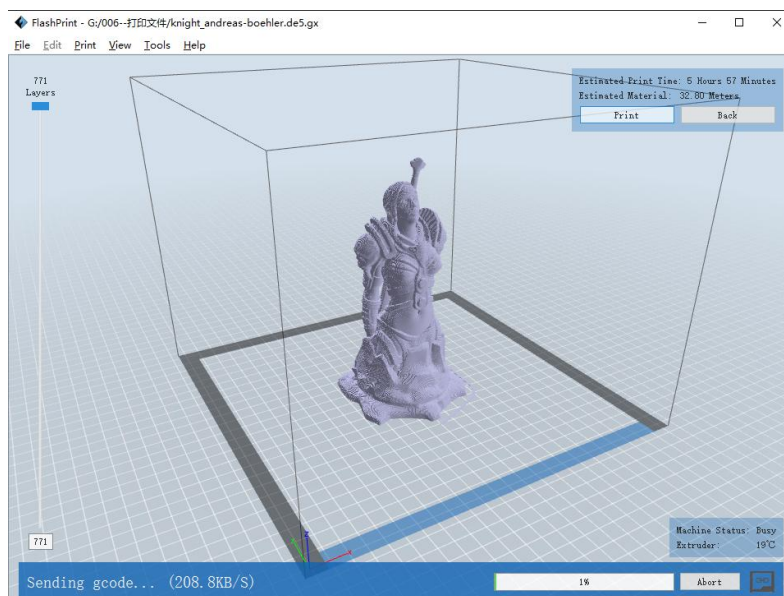 FlashPrint - G:/006--打印文件/knight_andreas-boehler.de5.gx
File Edit Print View Tools Help
771
Layers
Estimated Print Time: 5 Hours 57 Minutes
Estimated Material: 32.80 Meters
Print Back
771
Machine Status: Busy
Extruder: 19℃
Sending gcode... (208.8KB/S) 1% Abort